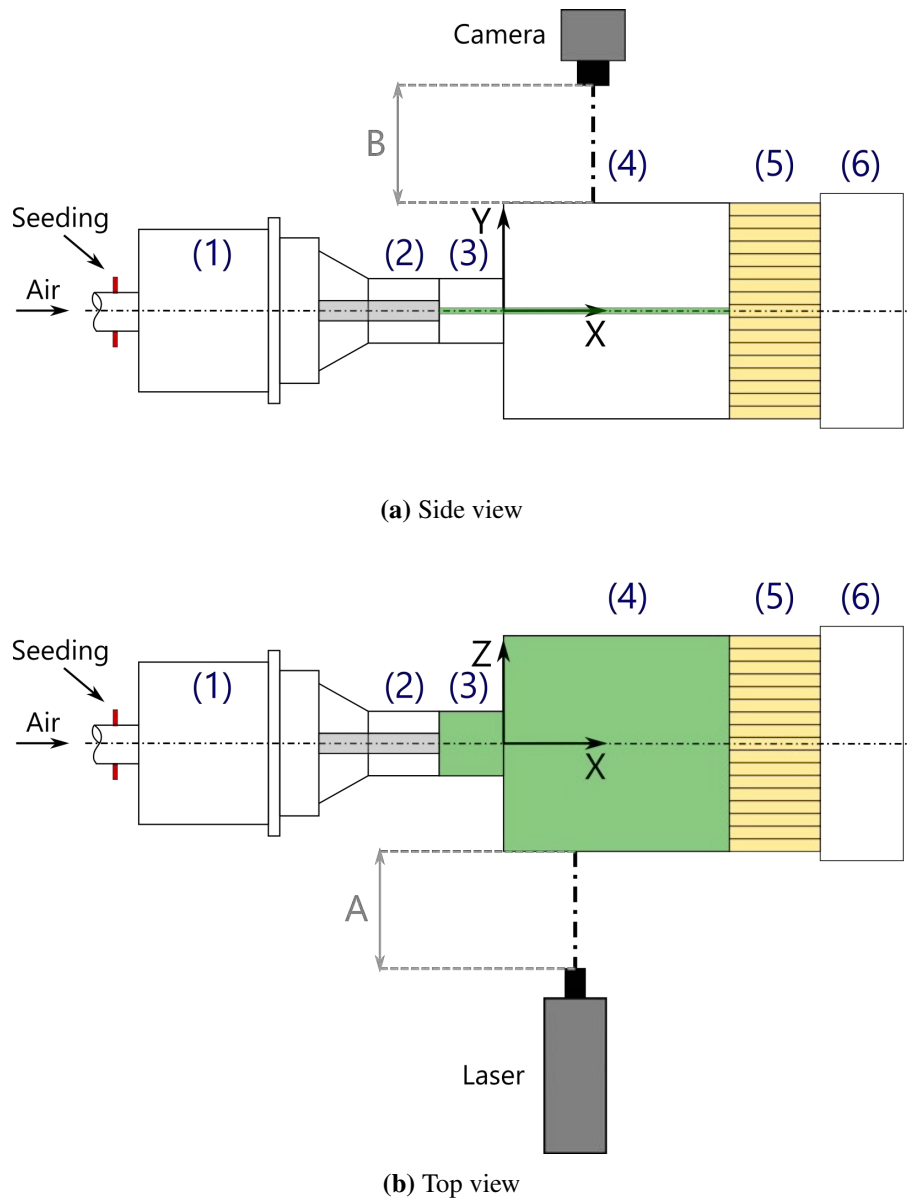 Camera
B
(4) (5) (6)
Seeding
Y
(1) (2) (3)
Air
X
(a) Side view
(4) (5) (6)
Seeding
Z
(1) (2) (3)
Air
X
A
Laser
(b) Top view